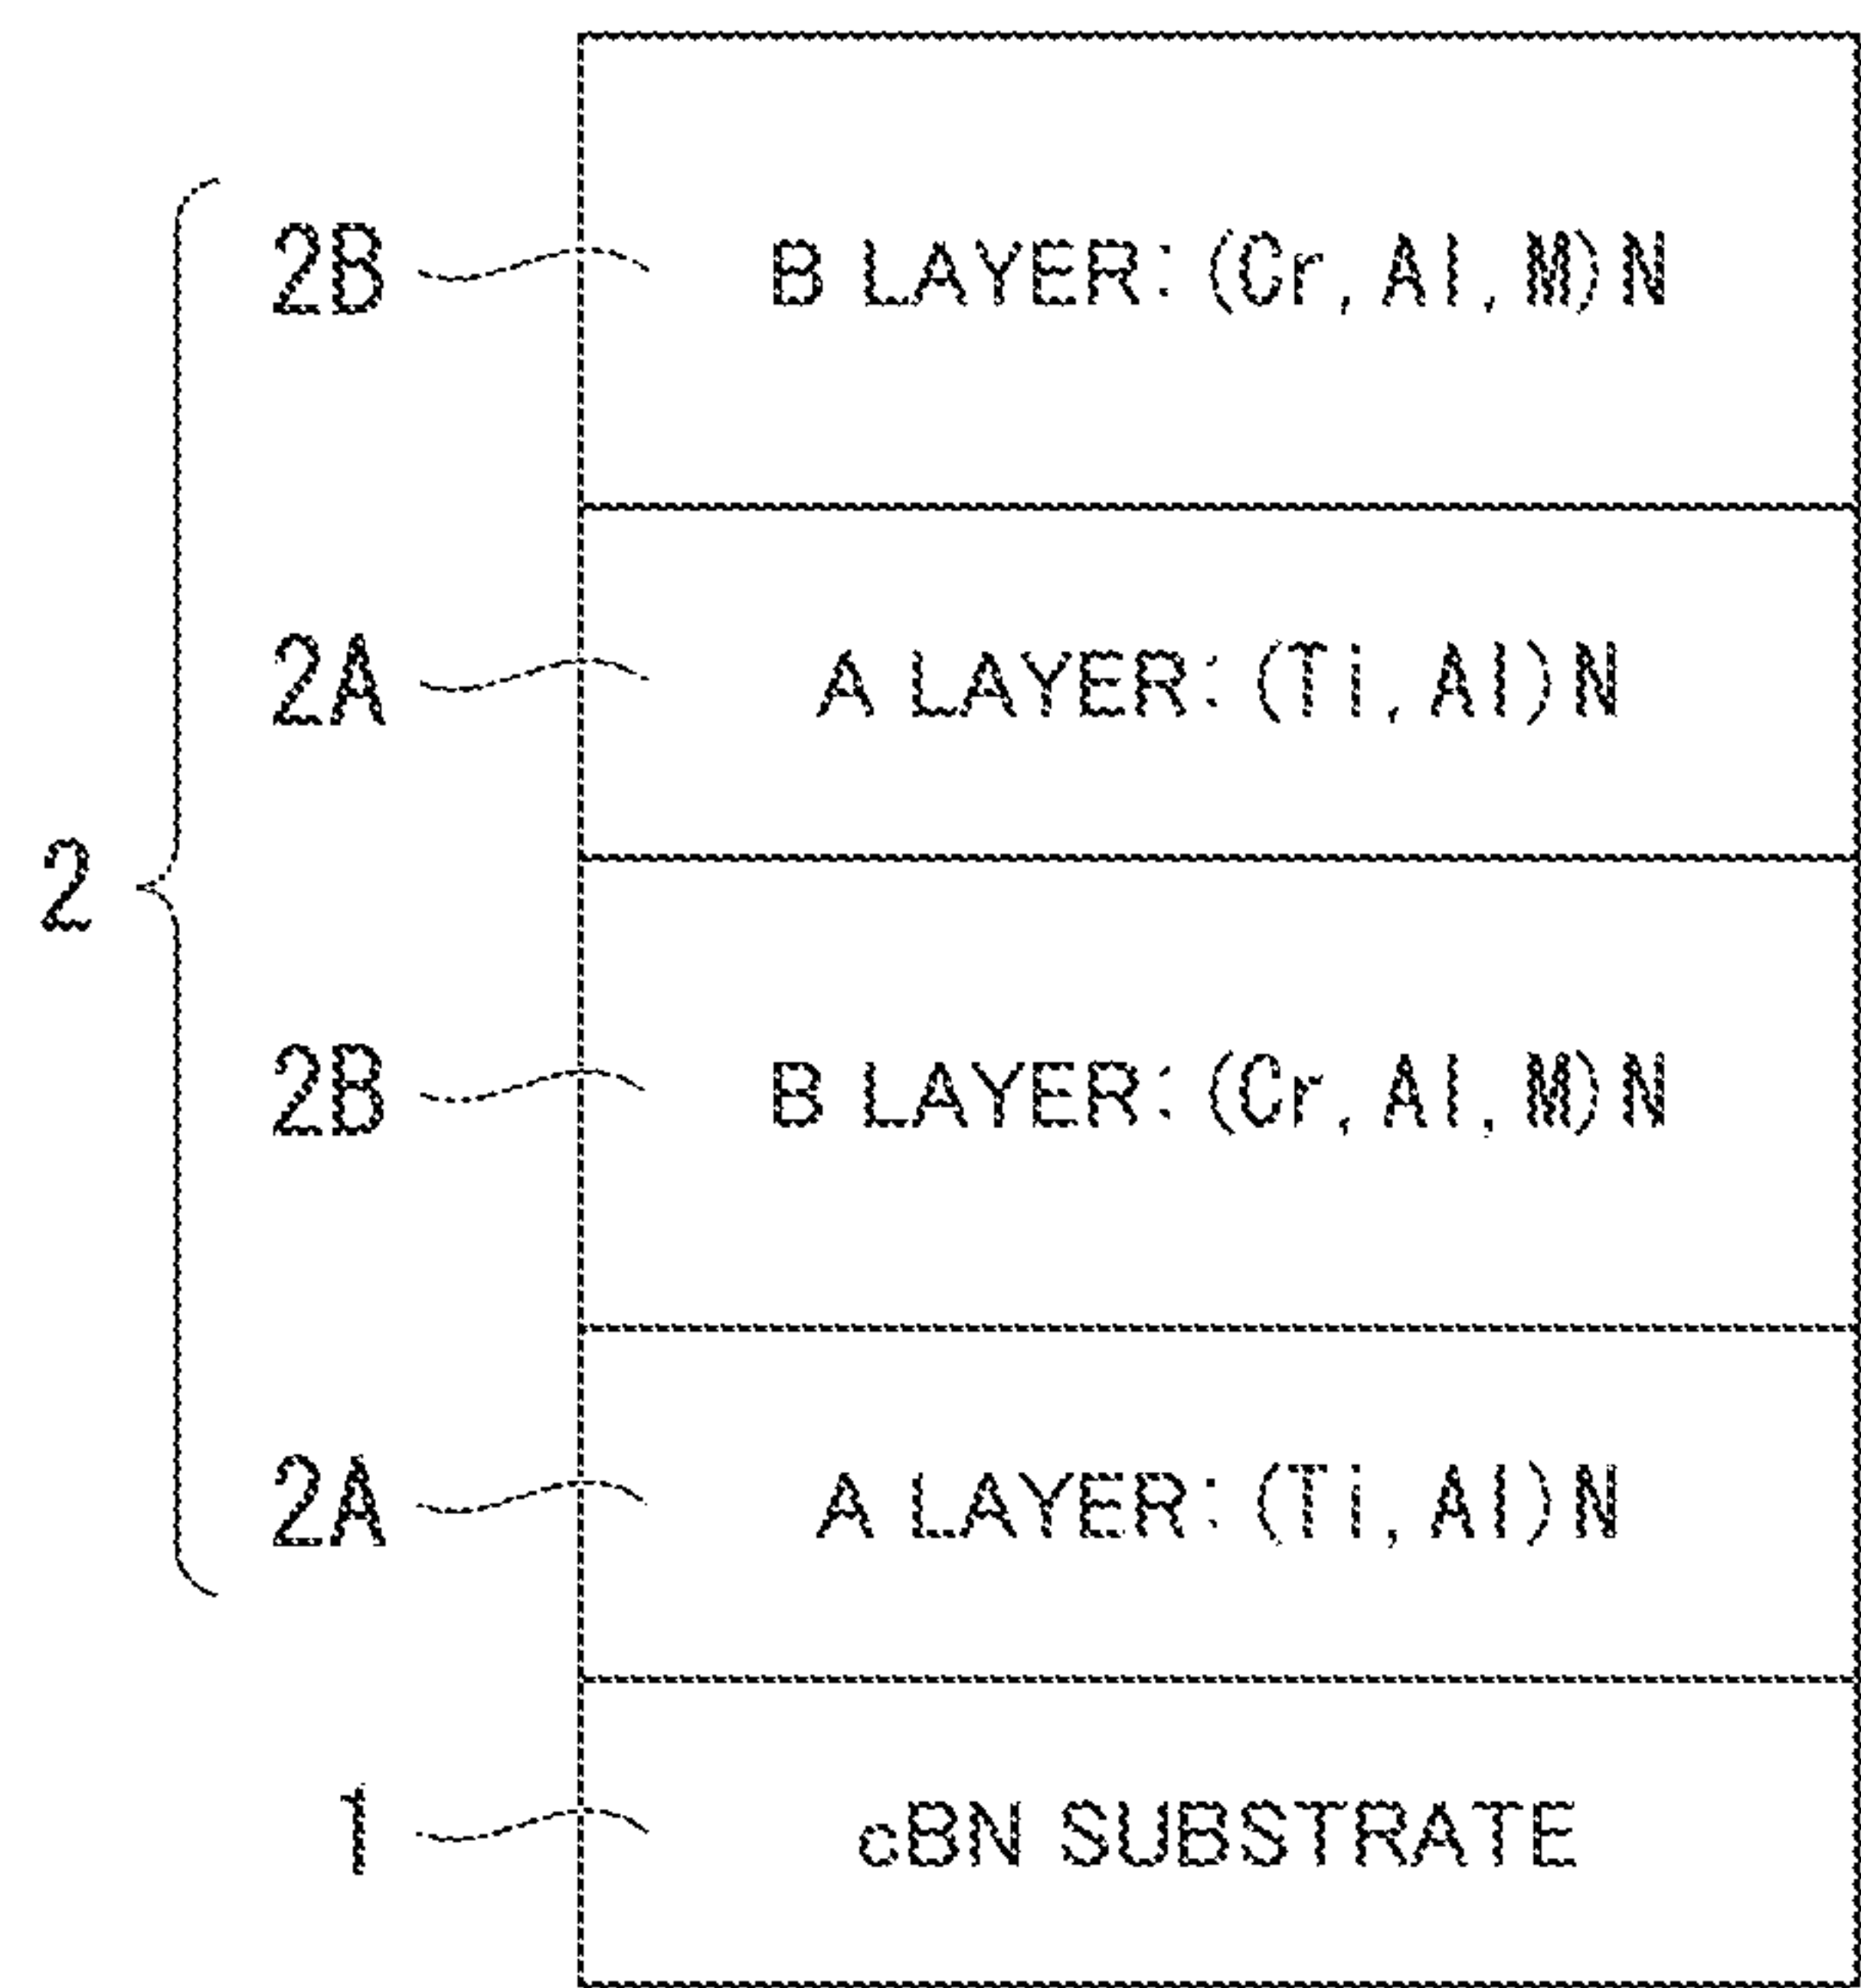 2B B LAYER: (Cr, Al, M)N
2A A LAYER: (Ti, Al)N
2
2B B LAYER: (Cr, Al, M)N
2A A LAYER: (Ti, Al)N
1 cBN SUBSTRATE